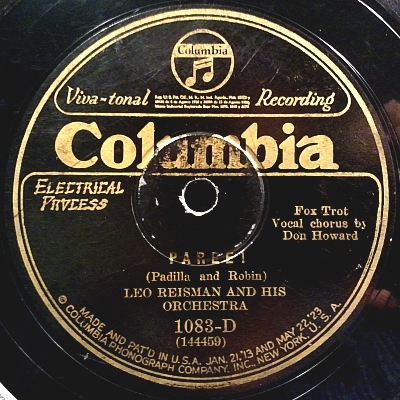 Columbia
Viva-tonal Recording
Columbia
ELECTRICAL
PROCESS
Fox Trot
Vocal chorus by
Don Howard
(Padilla and Robin)
LEO REISMAN AND HIS
ORCHESTRA
1083-D
(144459)
MADE AND PAT'D IN U.S.A. JAN. 21,'13 AND MAY 22,'23
© COLUMBIA PHONOGRAPH COMPANY, INC., NEW YORK, U.S.A.